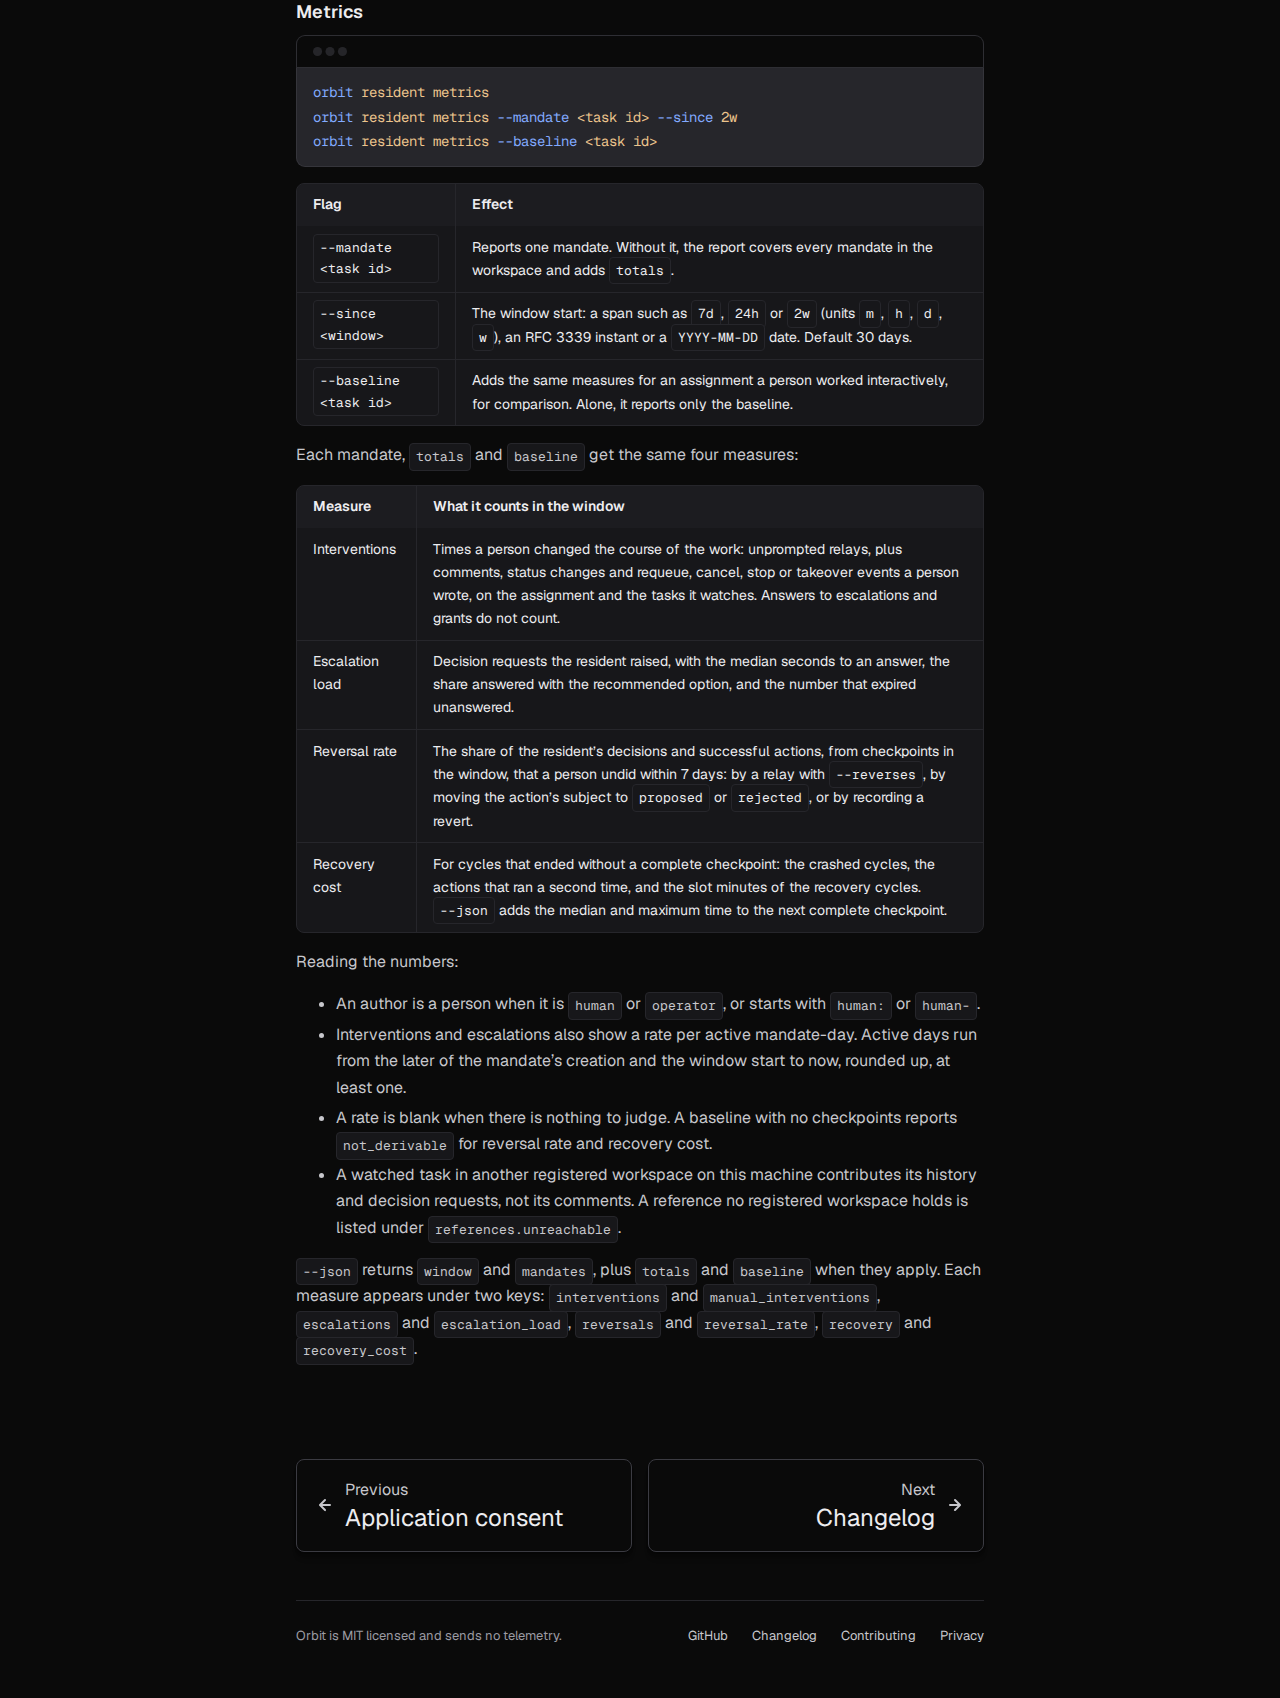 Metrics
orbit resident metrics
orbit resident metrics --mandate <task id> --since 2w
orbit resident metrics --baseline <task id>
Flag Effect
--mandate <task id> Reports one mandate. Without it, the report covers every mandate in the
workspace and adds totals.
--since <window> The window start: a span such as 7d, 24h or 2w (units m, h, d,
w), an RFC 3339 instant or a YYYY-MM-DD date. Default 30 days.
--baseline <task id> Adds the same measures for an assignment a person worked interactively,
for comparison. Alone, it reports only the baseline.
Each mandate, totals and baseline get the same four measures:
Measure What it counts in the window
Interventions Times a person changed the course of the work: unprompted relays, plus
comments, status changes and requeue, cancel, stop or takeover events a person
wrote, on the assignment and the tasks it watches. Answers to escalations and
grants do not count.
Escalation load Decision requests the resident raised, with the median seconds to an answer, the
share answered with the recommended option, and the number that expired
unanswered.
Reversal rate The share of the resident's decisions and successful actions, from checkpoints in
the window, that a person undid within 7 days: by a relay with --reverses, by
moving the action's subject to proposed or rejected, or by recording a
revert.
Recovery cost For cycles that ended without a complete checkpoint: the crashed cycles, the
actions that ran a second time, and the slot minutes of the recovery cycles.
--json adds the median and maximum time to the next complete checkpoint.
Reading the numbers:
• An author is a person when it is human or operator, or starts with human: or human-.
• Interventions and escalations also show a rate per active mandate-day. Active days run
from the later of the mandate's creation and the window start to now, rounded up, at
least one.
• A rate is blank when there is nothing to judge. A baseline with no checkpoints reports
not_derivable for reversal rate and recovery cost.
• A watched task in another registered workspace on this machine contributes its history
and decision requests, not its comments. A reference no registered workspace holds is
listed under references.unreachable.
--json returns window and mandates, plus totals and baseline when they apply. Each
measure appears under two keys: interventions and manual_interventions,
escalations and escalation_load, reversals and reversal_rate, recovery and
recovery_cost.
Previous
Application consent
Next
Changelog
Orbit is MIT licensed and sends no telemetry. GitHub Changelog Contributing Privacy